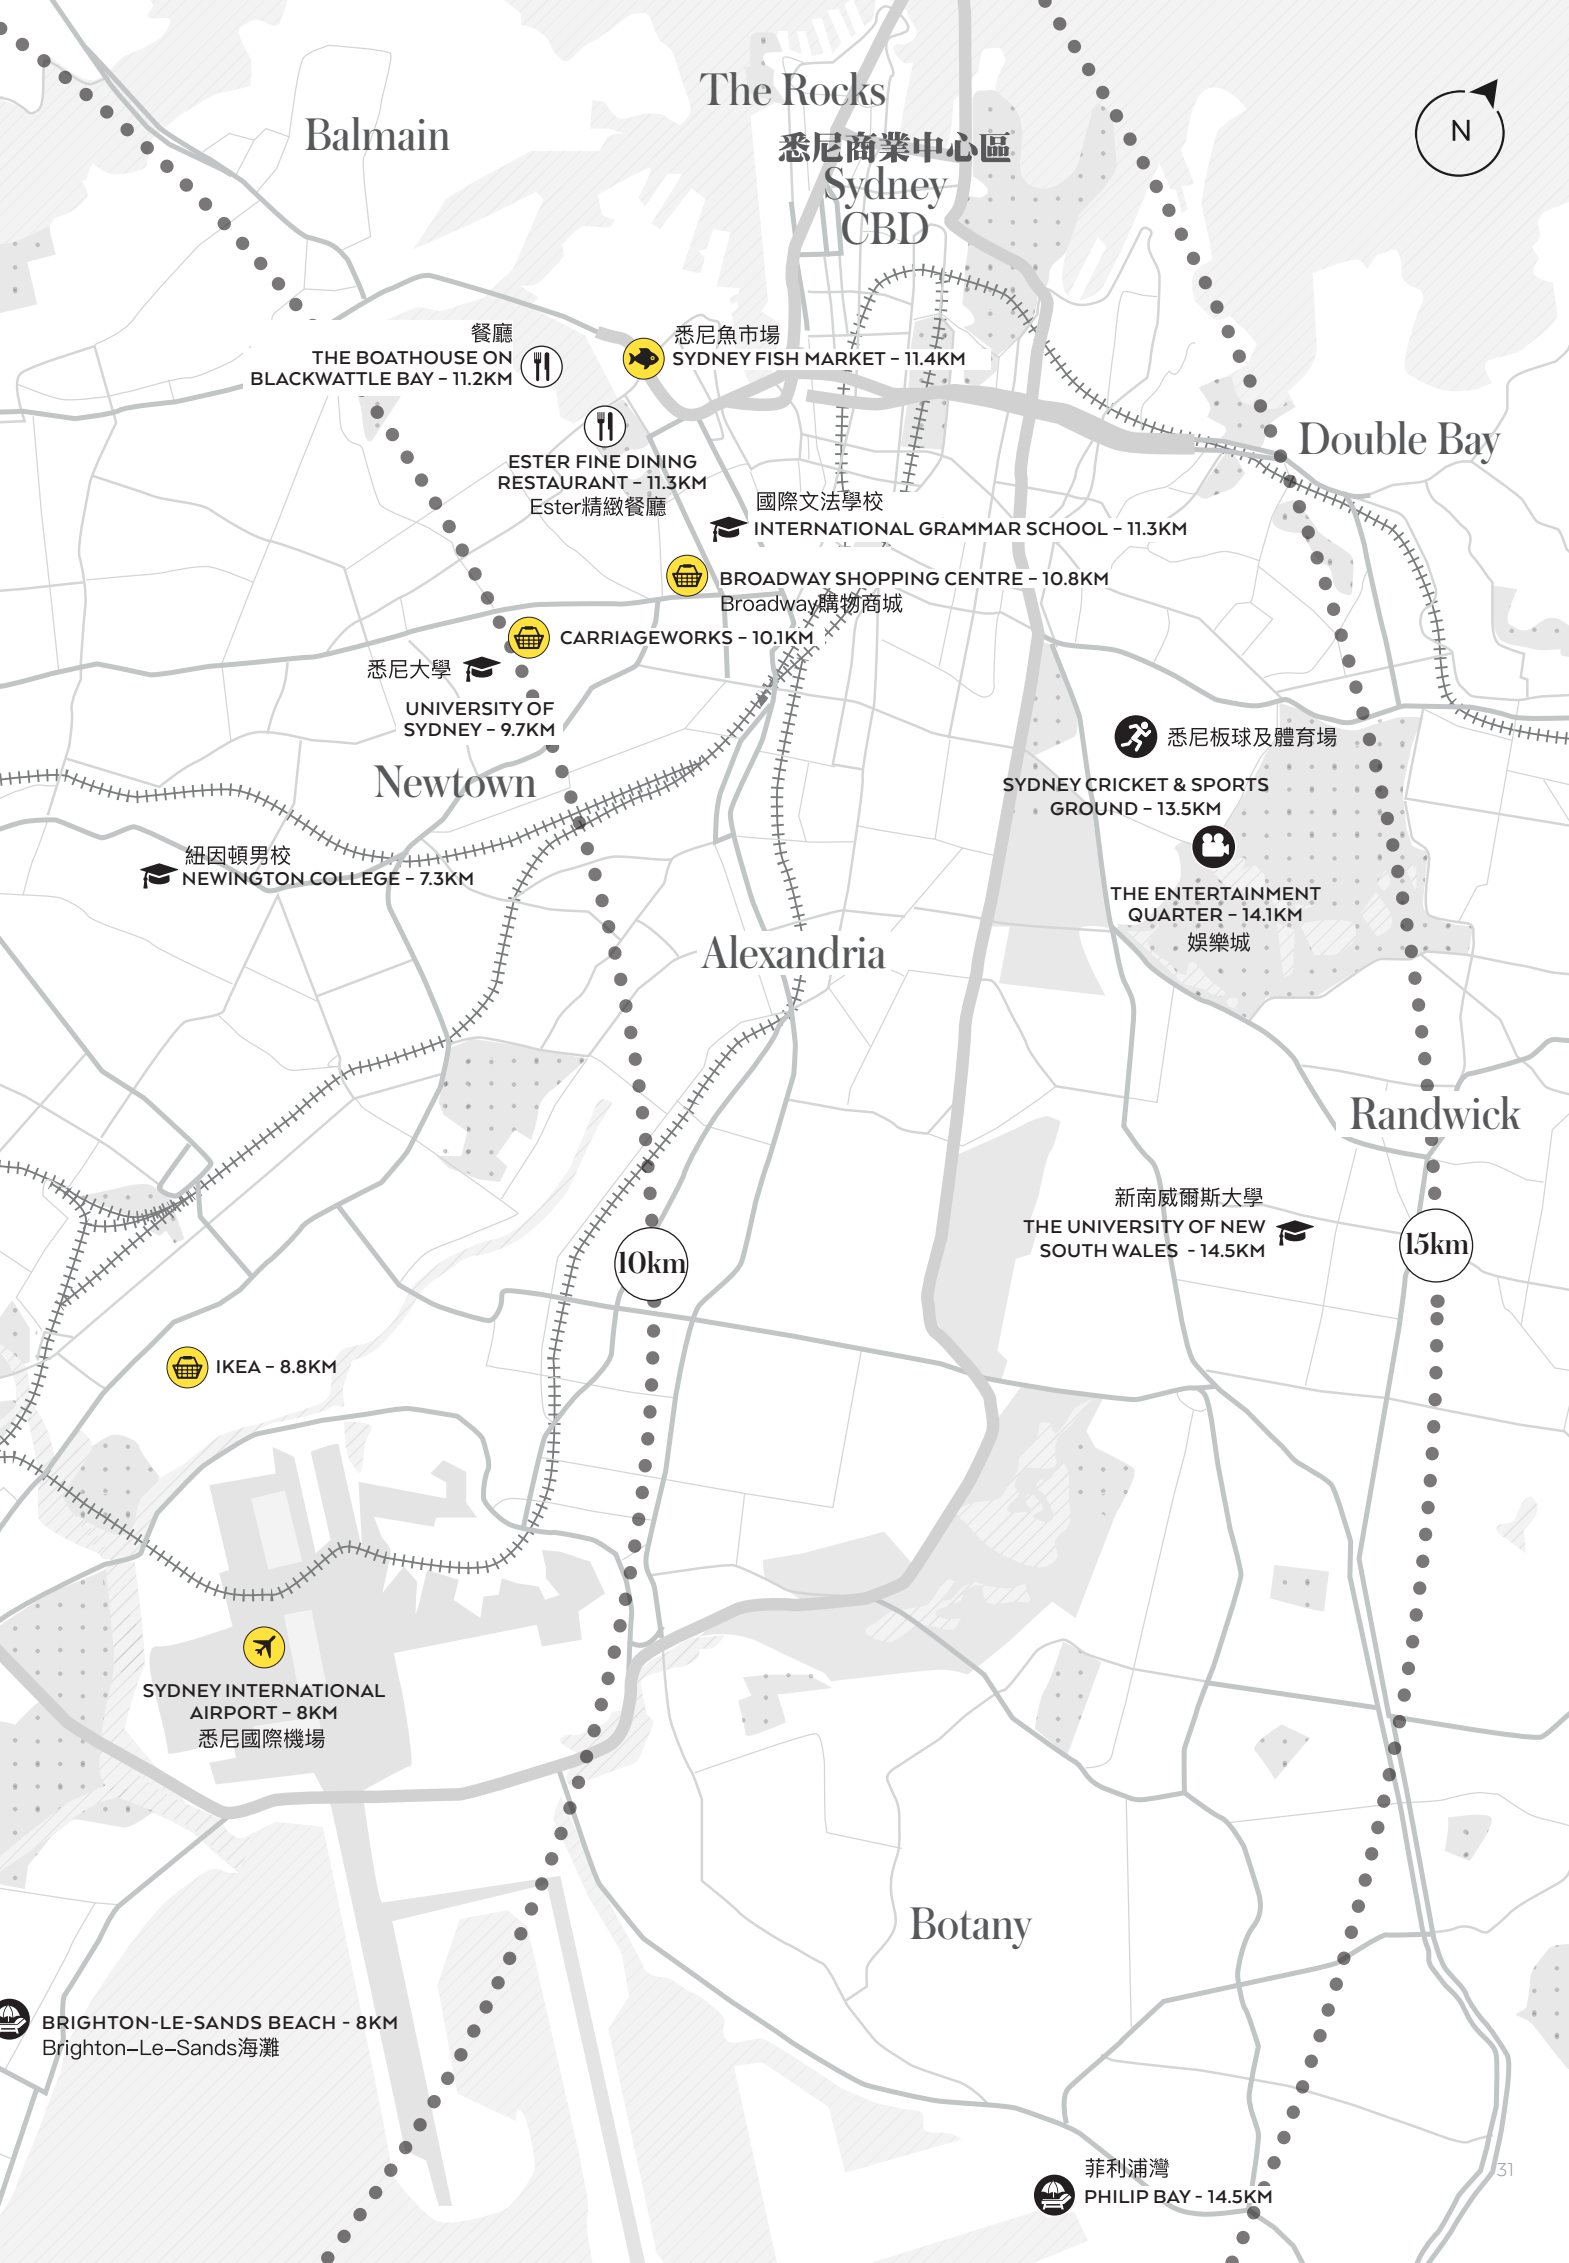 The Rocks
N
Balmain
悉尼商業中心區
Sydney
CBD
餐廳
THE BOATHOUSE ON
BLACKWATTLE BAY – 11.2KM
悉尼魚市場
SYDNEY FISH MARKET – 11.4KM
Double Bay
ESTER FINE DINING
RESTAURANT – 11.3KM
Ester精緻餐廳
國際文法學校
INTERNATIONAL GRAMMAR SCHOOL – 11.3KM
BROADWAY SHOPPING CENTRE – 10.8KM
Broadway購物商城
CARRIAGEWORKS – 10.1KM
悉尼大學
UNIVERSITY OF
SYDNEY – 9.7KM
悉尼板球及體育場
SYDNEY CRICKET & SPORTS
GROUND – 13.5KM
Newtown
紐因頓男校
NEWINGTON COLLEGE – 7.3KM
THE ENTERTAINMENT
QUARTER – 14.1KM
娛樂城
Alexandria
Randwick
新南威爾斯大學
THE UNIVERSITY OF NEW
SOUTH WALES - 14.5KM
10km
15km
IKEA – 8.8KM
SYDNEY INTERNATIONAL
AIRPORT – 8KM
悉尼國際機場
Botany
BRIGHTON-LE-SANDS BEACH - 8KM
Brighton–Le–Sands海灘
菲利浦灣
PHILIP BAY - 14.5KM
31